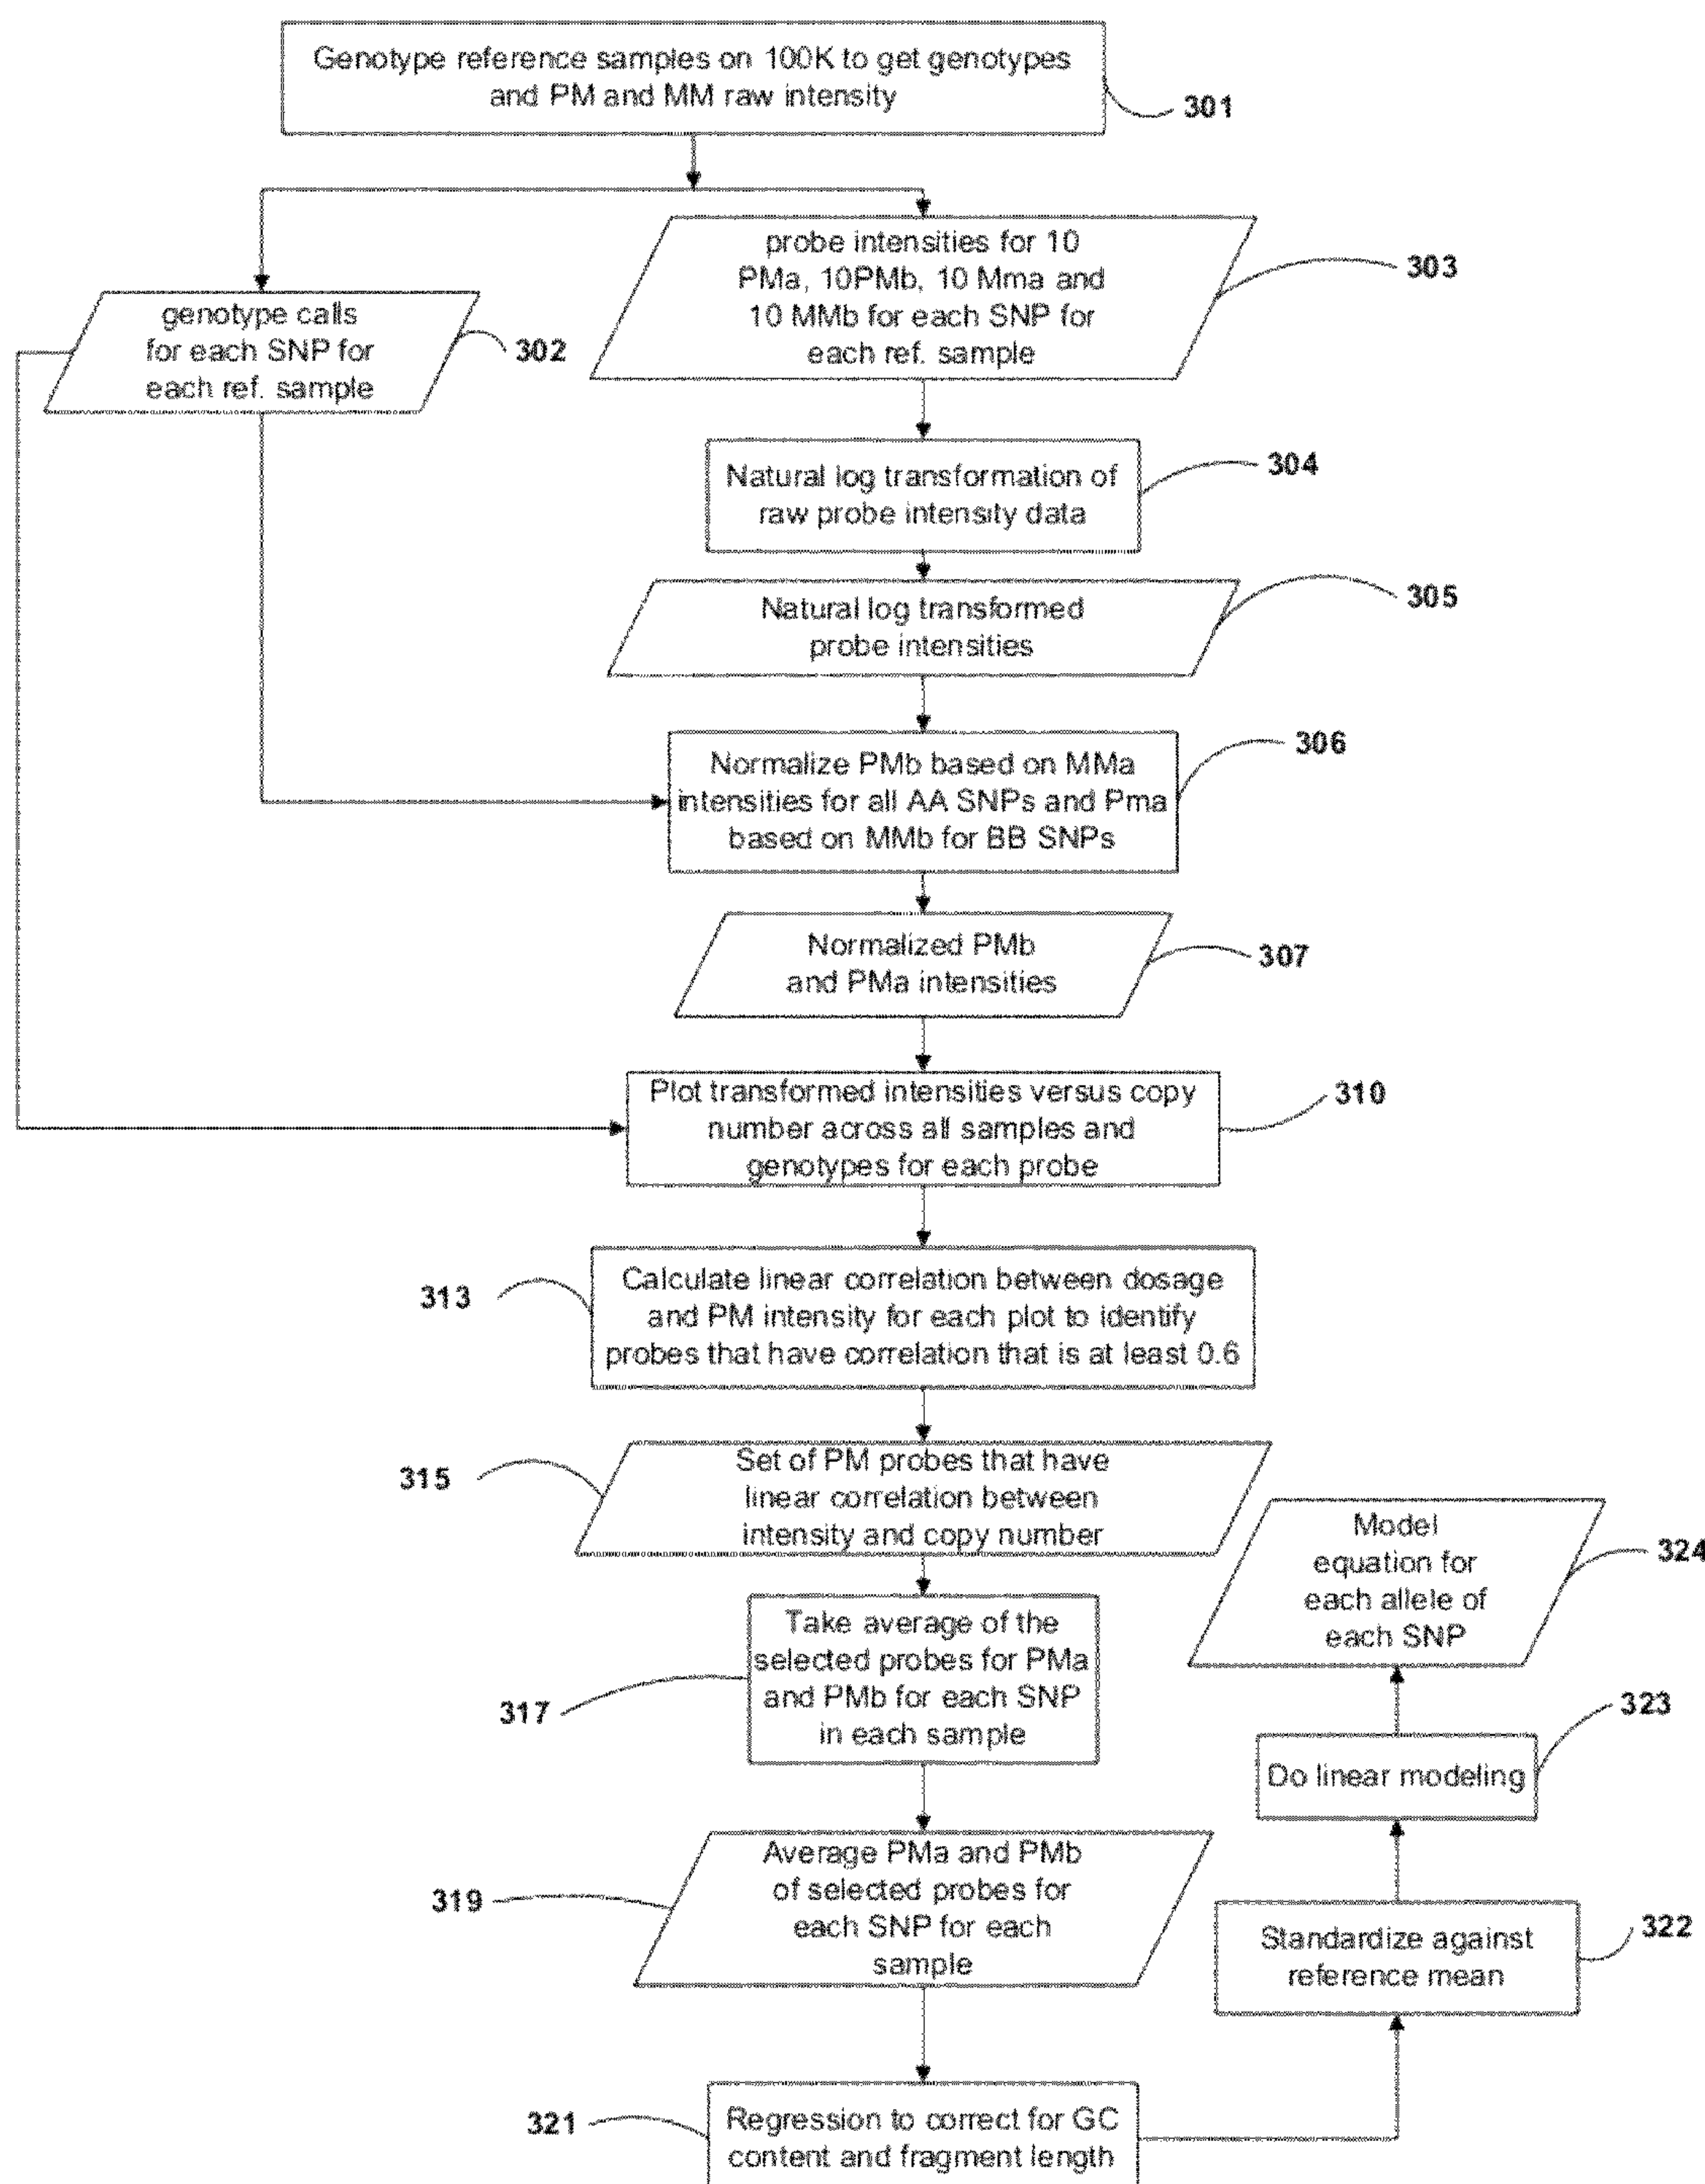 Genotype reference samples on 100K to get genotypes
and PM and MM raw intensity
301
probe intensities for 10
PMa, 10PMb, 10 Mma and
10 MMb for each SNP for
each ref. sample
303
genotype calls
for each SNP for
each ref. sample
302
Natural log transformation of
raw probe intensity data
304
Natural log transformed
probe intensities
305
Normalize PMb based on MMa
intensities for all AA SNPs and Pma
based on MMb for BB SNPs
306
Normalized PMb
and PMa intensities
307
Plot transformed intensities versus copy
number across all samples and
genotypes for each probe
310
Calculate linear correlation between dosage
and PM intensity for each plot to identify
probes that have correlation that is at least 0.6
313
Set of PM probes that have
linear correlation between
intensity and copy number
315
Take average of the
selected probes for PMa
and PMb for each SNP
in each sample
317
Average PMa and PMb
of selected probes for
each SNP for each
sample
319
Regression to correct for GC
content and fragment length
321
Standardize against
reference mean
322
Do linear modeling
323
Model
equation for
each allele of
each SNP
324